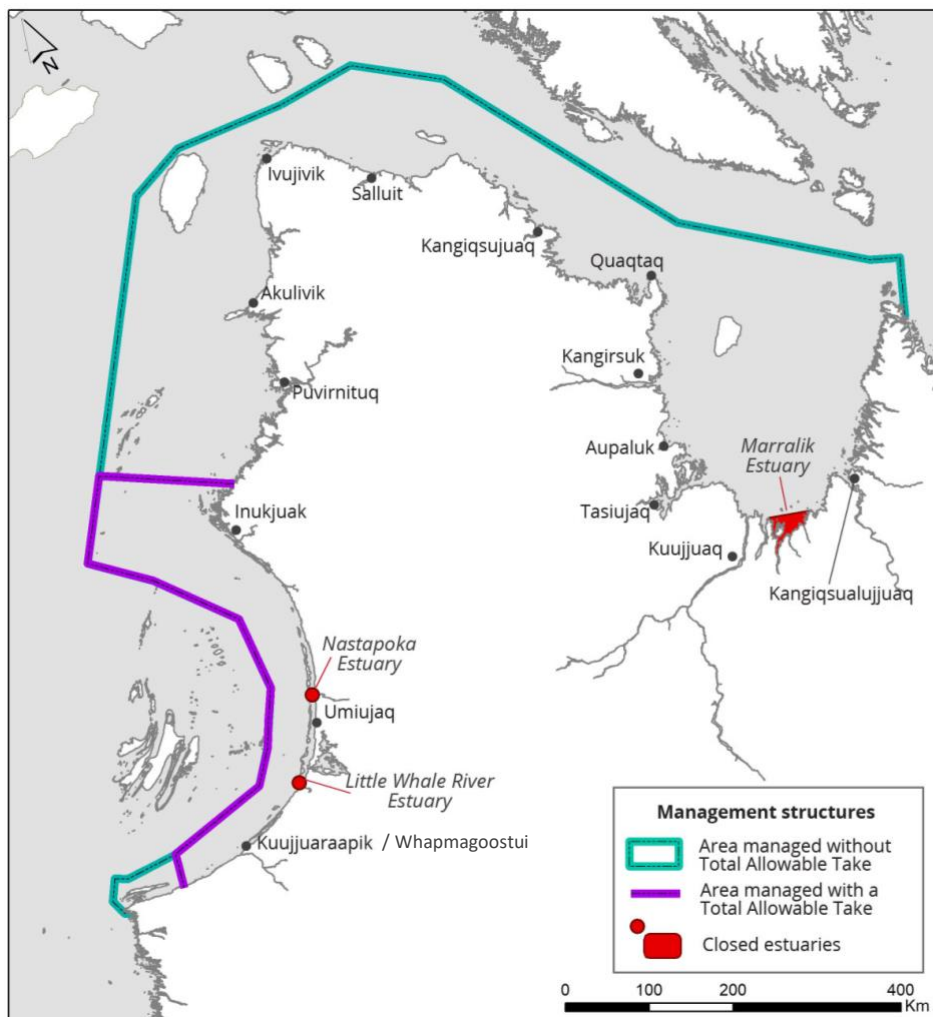 N
Ivujivik
Salluit
Kangiqsujuaq
Quaqtaq
Akulivik
Kangirsuk
Puvirnituq
Aupaluk
Marralik
Estuary
Inukjuak
Tasiujaq
Kuujjuaq
Kangiqsualujjuaq
Nastapoka
Estuary
Umiujaq
Little Whale River
Estuary
Kuujjuaraapik / Whapmagoostui
Management structures
Area managed without
Total Allowable Take
Area managed with a
Total Allowable Take
Closed estuaries
0 100 200 400
Km